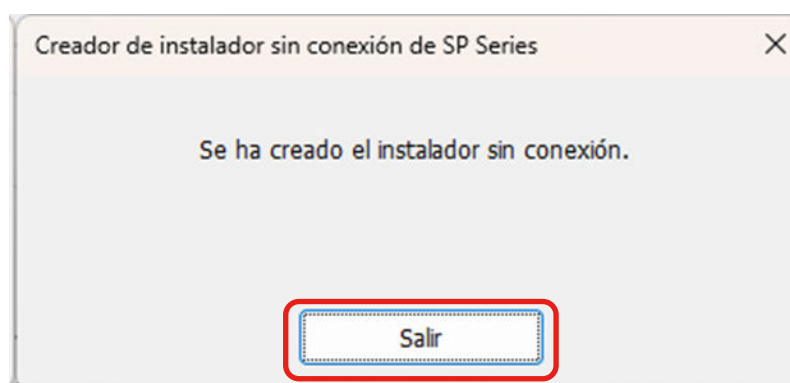 Creador de instalador sin conexión de SP Series
Se ha creado el instalador sin conexión.
Salir